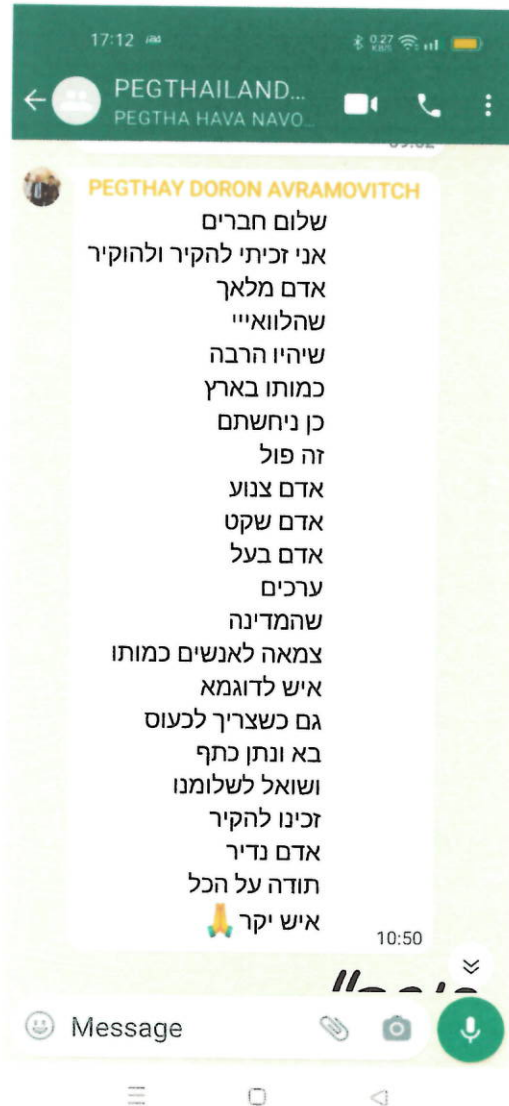 17:12
0.27
KB/S
PEGTHAILAND...
PEGTHA HAVA NAVO...
PEGTHAY DORON AVRAMOVITCH
שלום חברים
אני זכיתי להקיר ולהוקיר
אדם מלאך
שהלוואייי
שיהיו הרבה
כמותו בארץ
כן ניחשתם
זה פול
אדם צנוע
אדם שקט
אדם בעל
ערכים
שהמדינה
צמאה לאנשים כמותו
איש לדוגמא
גם כשצריך לכעוס
בא ונתן כתף
ושואל לשלומנו
זכינו להקיר
אדם נדיר
תודה על הכל
איש יקר 🙏
10:50
Message